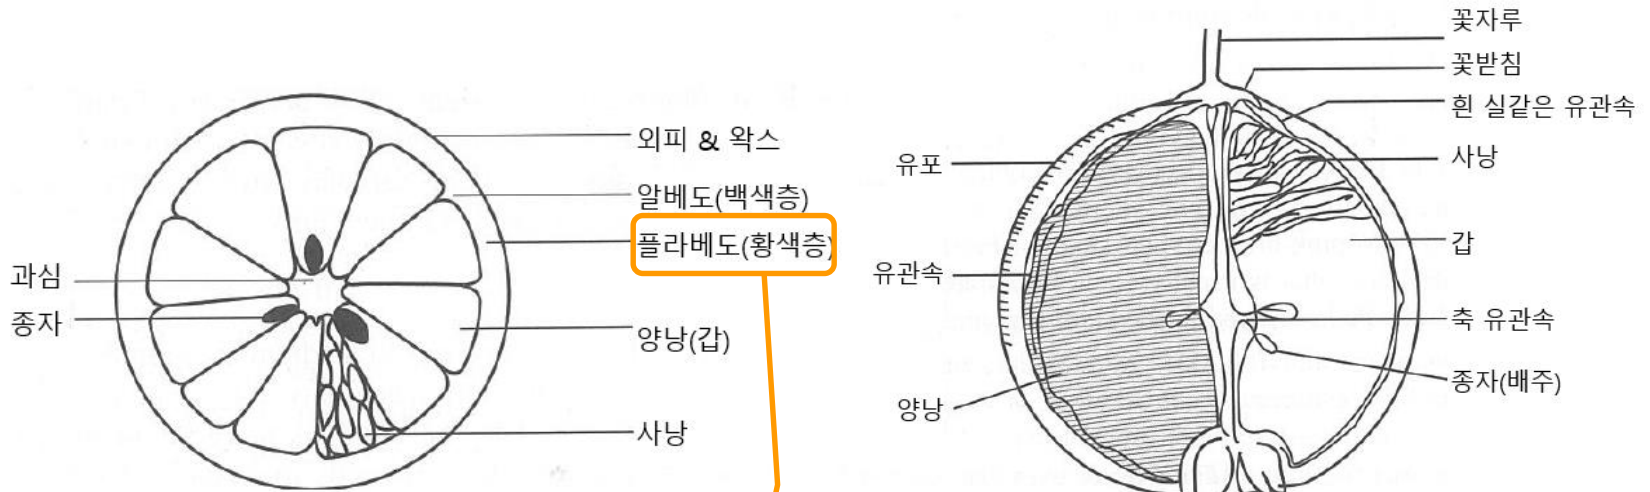 외피 & 왁스
알베도(백색층)
플라베도(황색층)
과심
종자
양낭(갑)
사낭
꽃자루
꽃받침
흰 실같은 유관속
유포
사낭
갑
유관속
축 유관속
종자(배주)
양낭